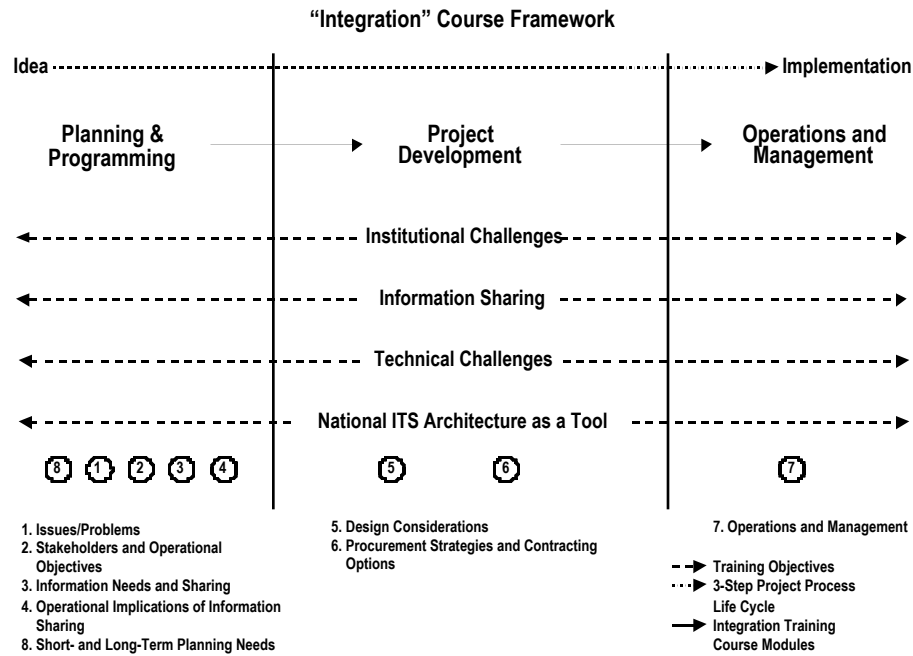 “Integration” Course Framework
Idea
Implementation
Planning &
Programming
Project
Development
Operations and
Management
Institutional Challenges
Information Sharing
Technical Challenges
National ITS Architecture as a Tool
8 1 2 3 4
5 6
7
1. Issues/Problems
2. Stakeholders and Operational
Objectives
3. Information Needs and Sharing
4. Operational Implications of Information
Sharing
8. Short- and Long-Term Planning Needs
5. Design Considerations
6. Procurement Strategies and Contracting
Options
7. Operations and Management
Training Objectives
3-Step Project Process
Life Cycle
Integration Training
Course Modules